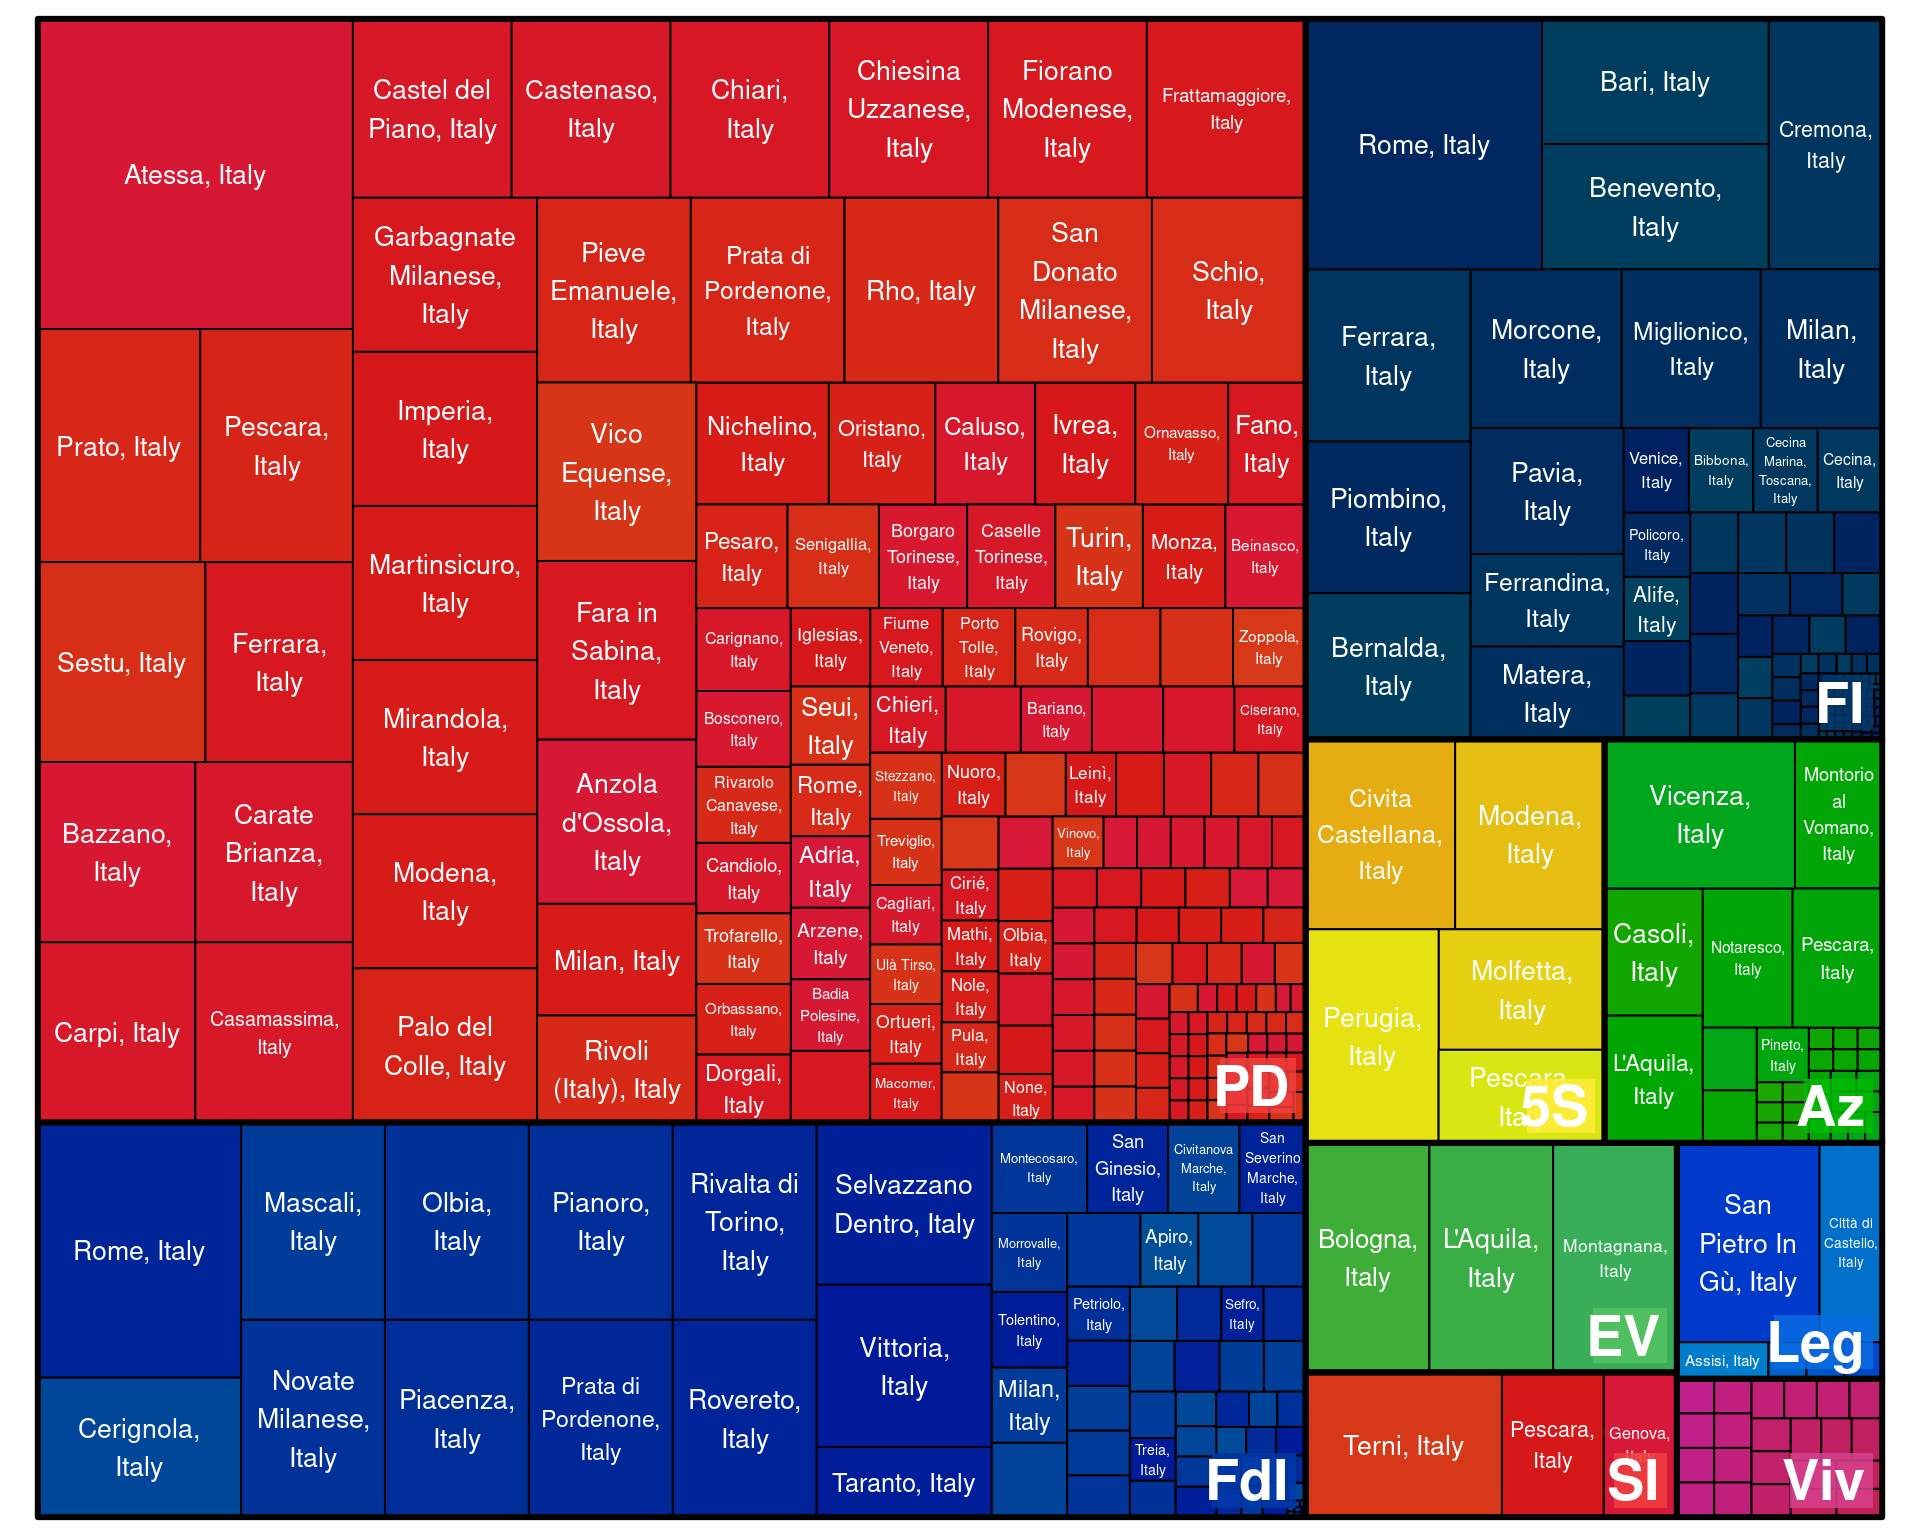 Atessa, Italy
Castel del
Piano, Italy
Castenaso,
Italy
Chiari,
Italy
Chiesina
Uzzanese,
Italy
Fiorano
Modenese,
Italy
Frattamaggiore,
Italy
Garbagnate
Milanese,
Italy
Pieve
Emanuele,
Italy
Prata di
Pordenone,
Italy
Rho, Italy
San
Donato
Milanese,
Italy
Schio,
Italy
Prato, Italy
Pescara,
Italy
Imperia,
Italy
Vico
Equense,
Italy
Nichelino,
Italy
Oristano,
Italy
Caluso,
Italy
Ivrea,
Italy
Ornavasso,
Italy
Fano,
Italy
Martinsicuro,
Italy
Pesaro,
Italy
Senigallia,
Italy
Borgaro
Torinese,
Italy
Caselle
Torinese,
Italy
Turin,
Italy
Monza,
Italy
Beinasco,
Italy
Sestu, Italy
Ferrara,
Italy
Fara in
Sabina,
Italy
Carignano,
Italy
Iglesias,
Italy
Fiume
Veneto,
Italy
Porto
Tolle,
Italy
Rovigo,
Italy
Zoppola,
Italy
Mirandola,
Italy
Bosconero,
Italy
Seui,
Italy
Chieri,
Italy
Bariano,
Italy
Ciserano,
Italy
Bazzano,
Italy
Carate
Brianza,
Italy
Modena,
Italy
Anzola
d'Ossola,
Italy
Rivarolo
Canavese,
Italy
Rome,
Italy
Stezzano,
Italy
Nuoro,
Italy
Leinì,
Italy
Treviglio,
Italy
Vinovo,
Italy
Candiolo,
Italy
Adria,
Italy
Cagliari,
Italy
Cirié,
Italy
Milan, Italy
Trofarello,
Italy
Arzene,
Italy
Mathi,
Italy
Olbia,
Italy
Ulà Tirso,
Italy
Nole,
Italy
Carpi, Italy
Casamassima,
Italy
Palo del
Colle, Italy
Rivoli
(Italy), Italy
Orbassano,
Italy
Badia
Polesine,
Italy
Ortueri,
Italy
Pula,
Italy
Dorgali,
Italy
Macomer,
Italy
None,
Italy
PD
Rome, Italy
Bari, Italy
Benevento,
Italy
Cremona,
Italy
Ferrara,
Italy
Morcone,
Italy
Miglionico,
Italy
Milan,
Italy
Piombino,
Italy
Pavia,
Italy
Venice,
Italy
Bibbona,
Italy
Cecina
Marina,
Toscana,
Italy
Cecina,
Italy
Policoro,
Italy
Ferrandina,
Italy
Alife,
Italy
Bernalda,
Italy
Matera,
Italy
FI
Civita
Castellana,
Italy
Modena,
Italy
Perugia,
Italy
Molfetta,
Italy
Pescara,
5S
Vicenza,
Italy
Montorio
al
Vomano,
Italy
Casoli,
Italy
Notaresco,
Italy
Pescara,
Italy
L'Aquila,
Italy
Pineto,
Italy
Az
Rome, Italy
Mascali,
Italy
Olbia,
Italy
Pianoro,
Italy
Rivalta di
Torino,
Italy
Selvazzano
Dentro, Italy
Montecosaro,
Italy
San
Ginesio,
Italy
Civitanova
Marche,
Italy
San
Severino
Marche,
Italy
Morrovalle,
Italy
Apiro,
Italy
Tolentino,
Italy
Petriolo,
Italy
Sefro,
Italy
Cerignola,
Italy
Novate
Milanese,
Italy
Piacenza,
Italy
Prata di
Pordenone,
Italy
Rovereto,
Italy
Vittoria,
Italy
Milan,
Italy
Treia,
Italy
Taranto, Italy
FdI
Bologna,
Italy
L'Aquila,
Italy
Montagnana,
Italy
EV
San
Pietro In
Gù, Italy
Città di
Castello,
Italy
Assisi, Italy
Leg
Terni, Italy
Pescara,
Italy
Genova,
SI
Viv